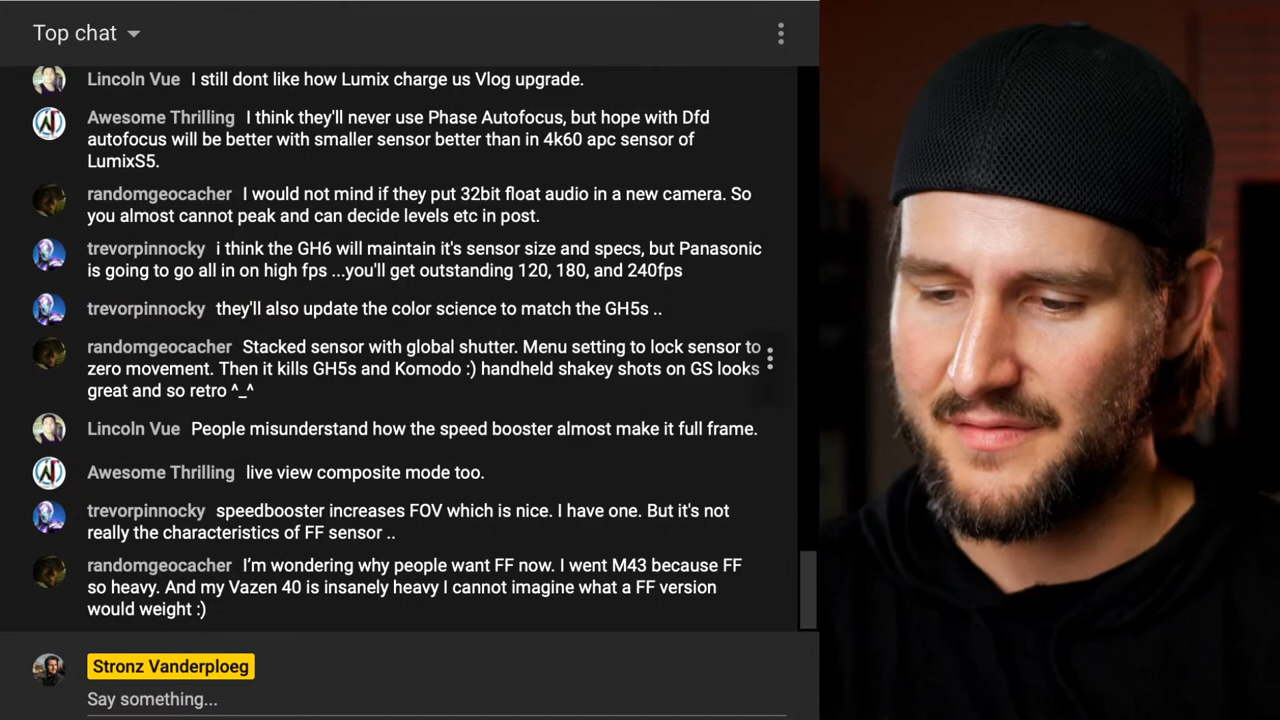 Top chat
Lincoln Vue I still dont like how Lumix charge us Vlog upgrade.
Awesome Thrilling I think they'll never use Phase Autofocus, but hope with Dfd
autofocus will be better with smaller sensor better than in 4k60 apc sensor of
LumixS5.
randomgeocacher I would not mind if they put 32bit float audio in a new camera. So
you almost cannot peak and can decide levels etc in post.
trevorpinnocky i think the GH6 will maintain it's sensor size and specs, but Panasonic
is going to go all in on high fps ...you'll get outstanding 120, 180, and 240fps
trevorpinnocky they'll also update the color science to match the GH5s ..
randomgeocacher Stacked sensor with global shutter. Menu setting to lock sensor to
zero movement. Then it kills GH5s and Komodo :) handheld shakey shots on GS looks
great and so retro ^_^
Lincoln Vue People misunderstand how the speed booster almost make it full frame.
Awesome Thrilling live view composite mode too.
trevorpinnocky speedbooster increases FOV which is nice. I have one. But it's not
really the characteristics of FF sensor ..
randomgeocacher I'm wondering why people want FF now. I went M43 because FF
so heavy. And my Vazen 40 is insanely heavy I cannot imagine what a FF version
would weight :)
Stronz Vanderploeg
Say something...